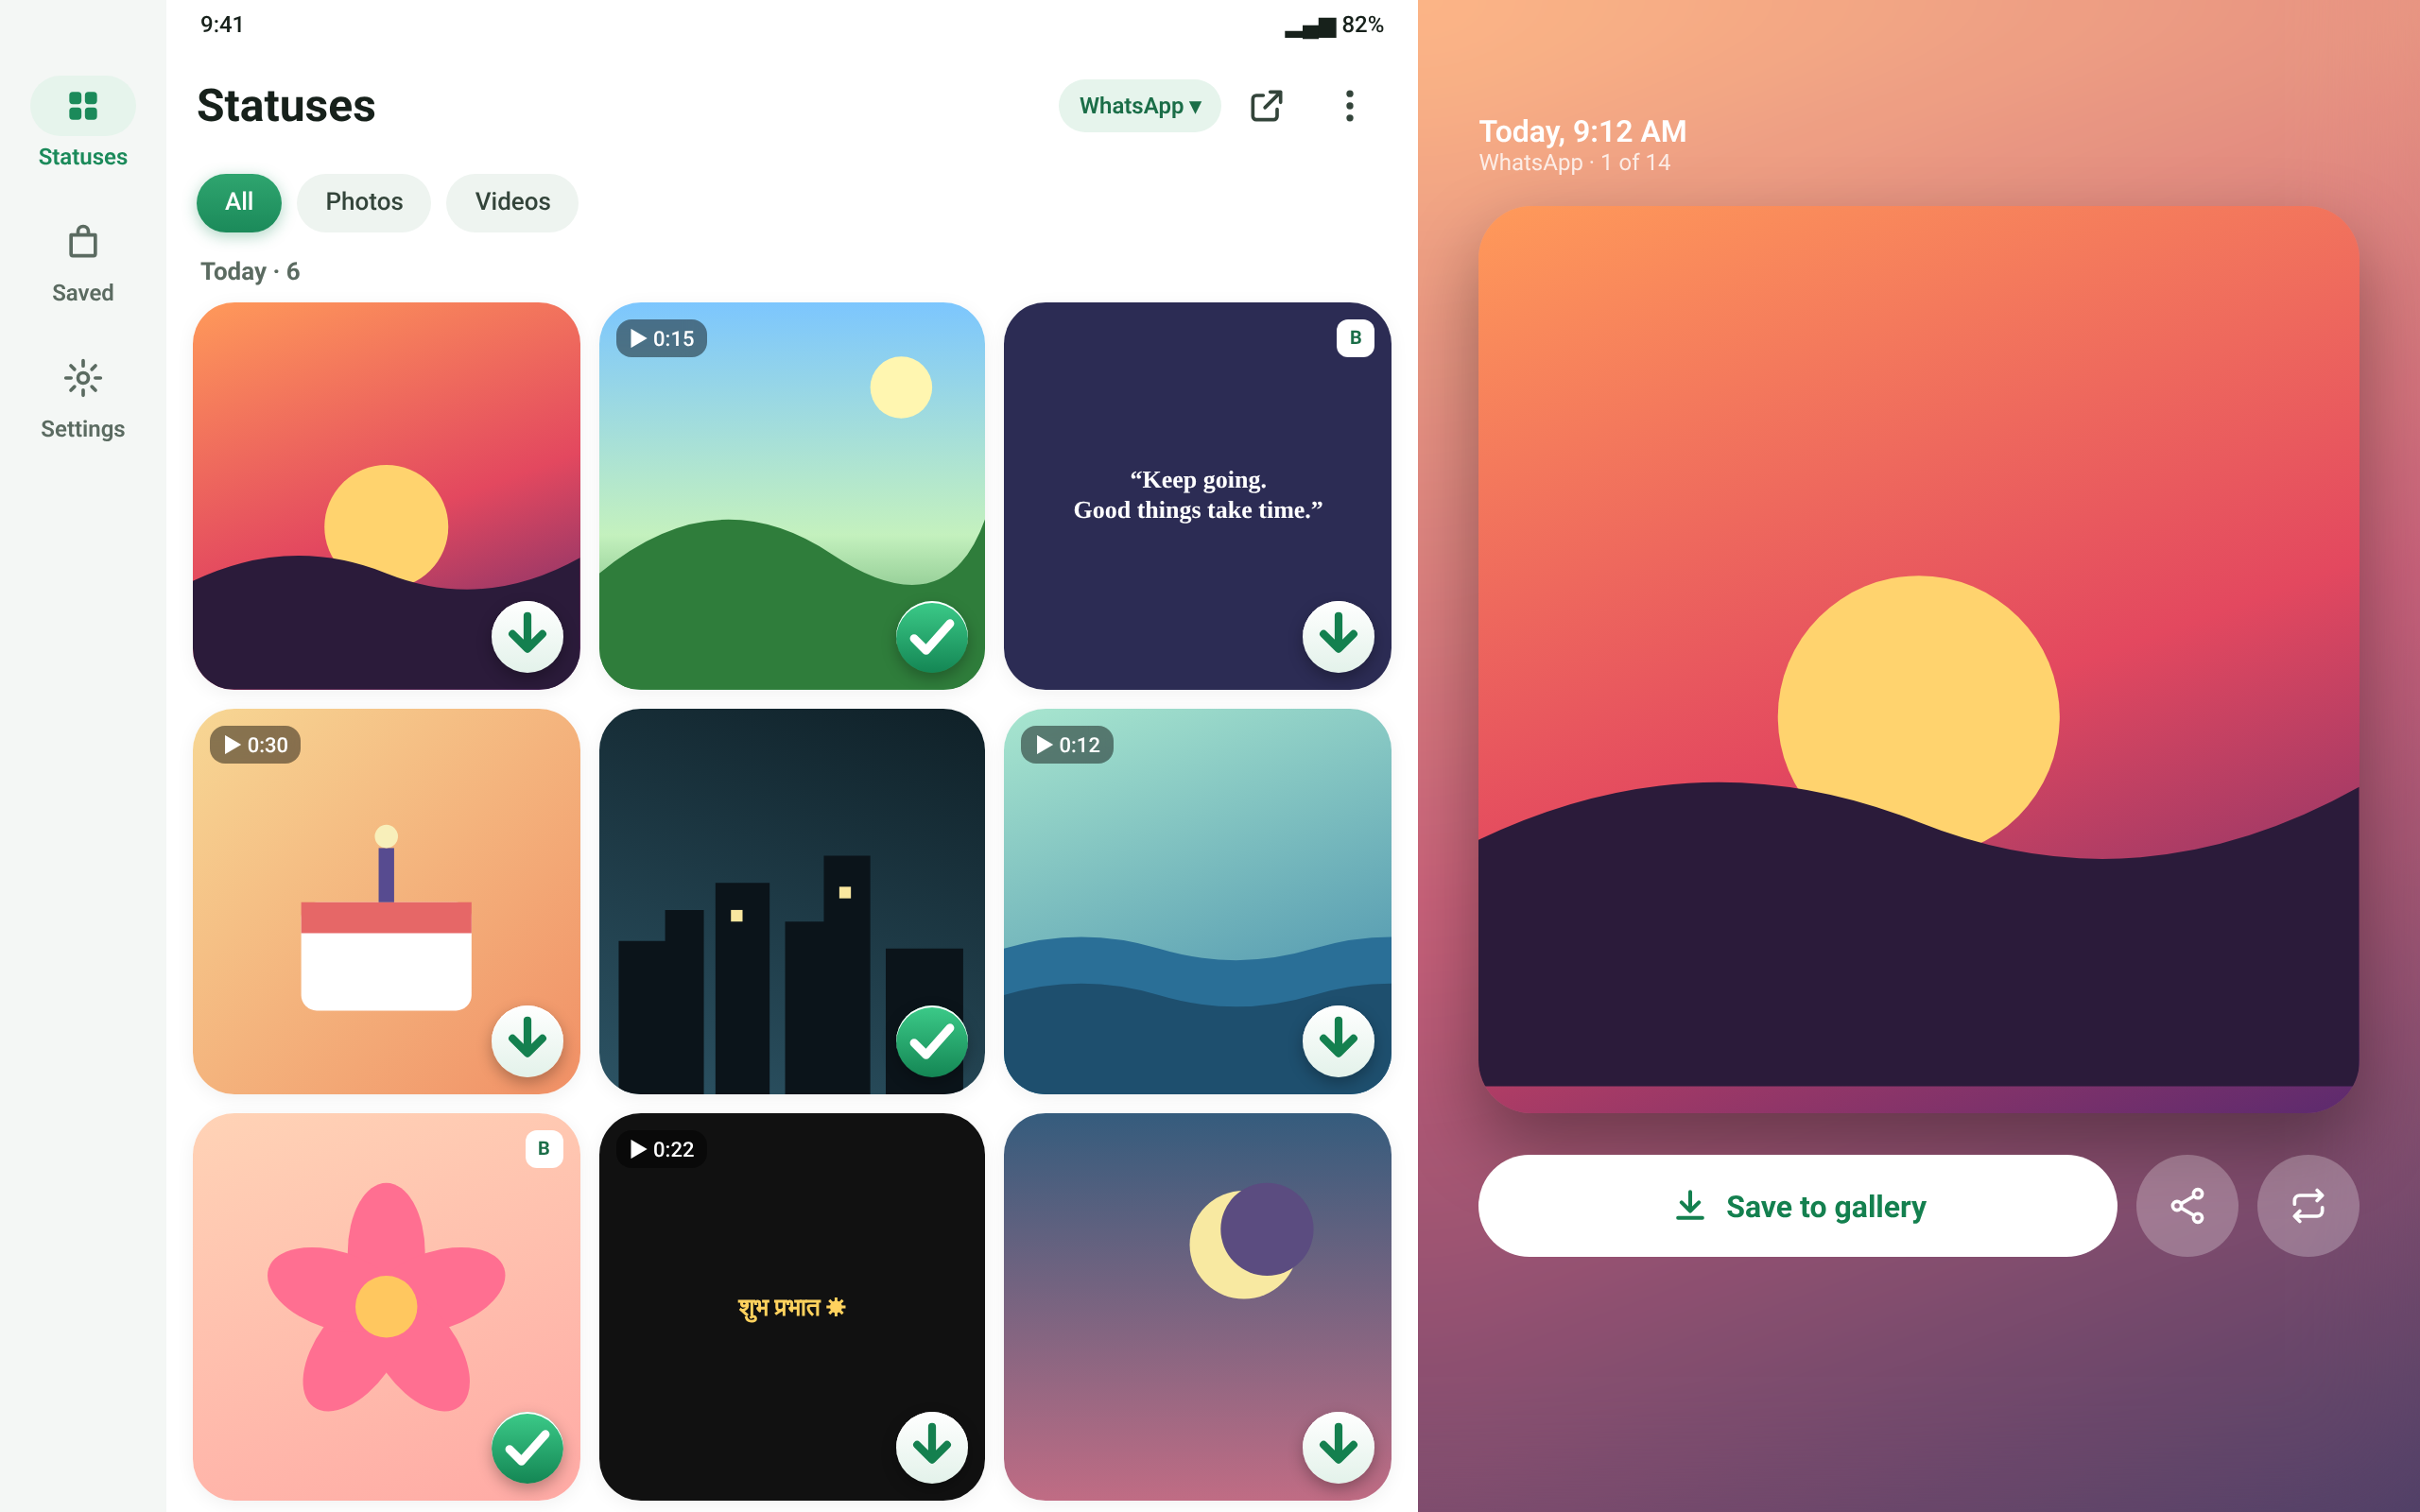 9:41
82%
Statuses
WhatsApp ▾
Statuses
Saved
Settings
All
Photos
Videos
Today · 6
0:15
B
“Keep going.
Good things take time.”
0:30
0:12
B
0:22
शुभ प्रभात ☀
Today, 9:12 AM
WhatsApp · 1 of 14
Save to gallery